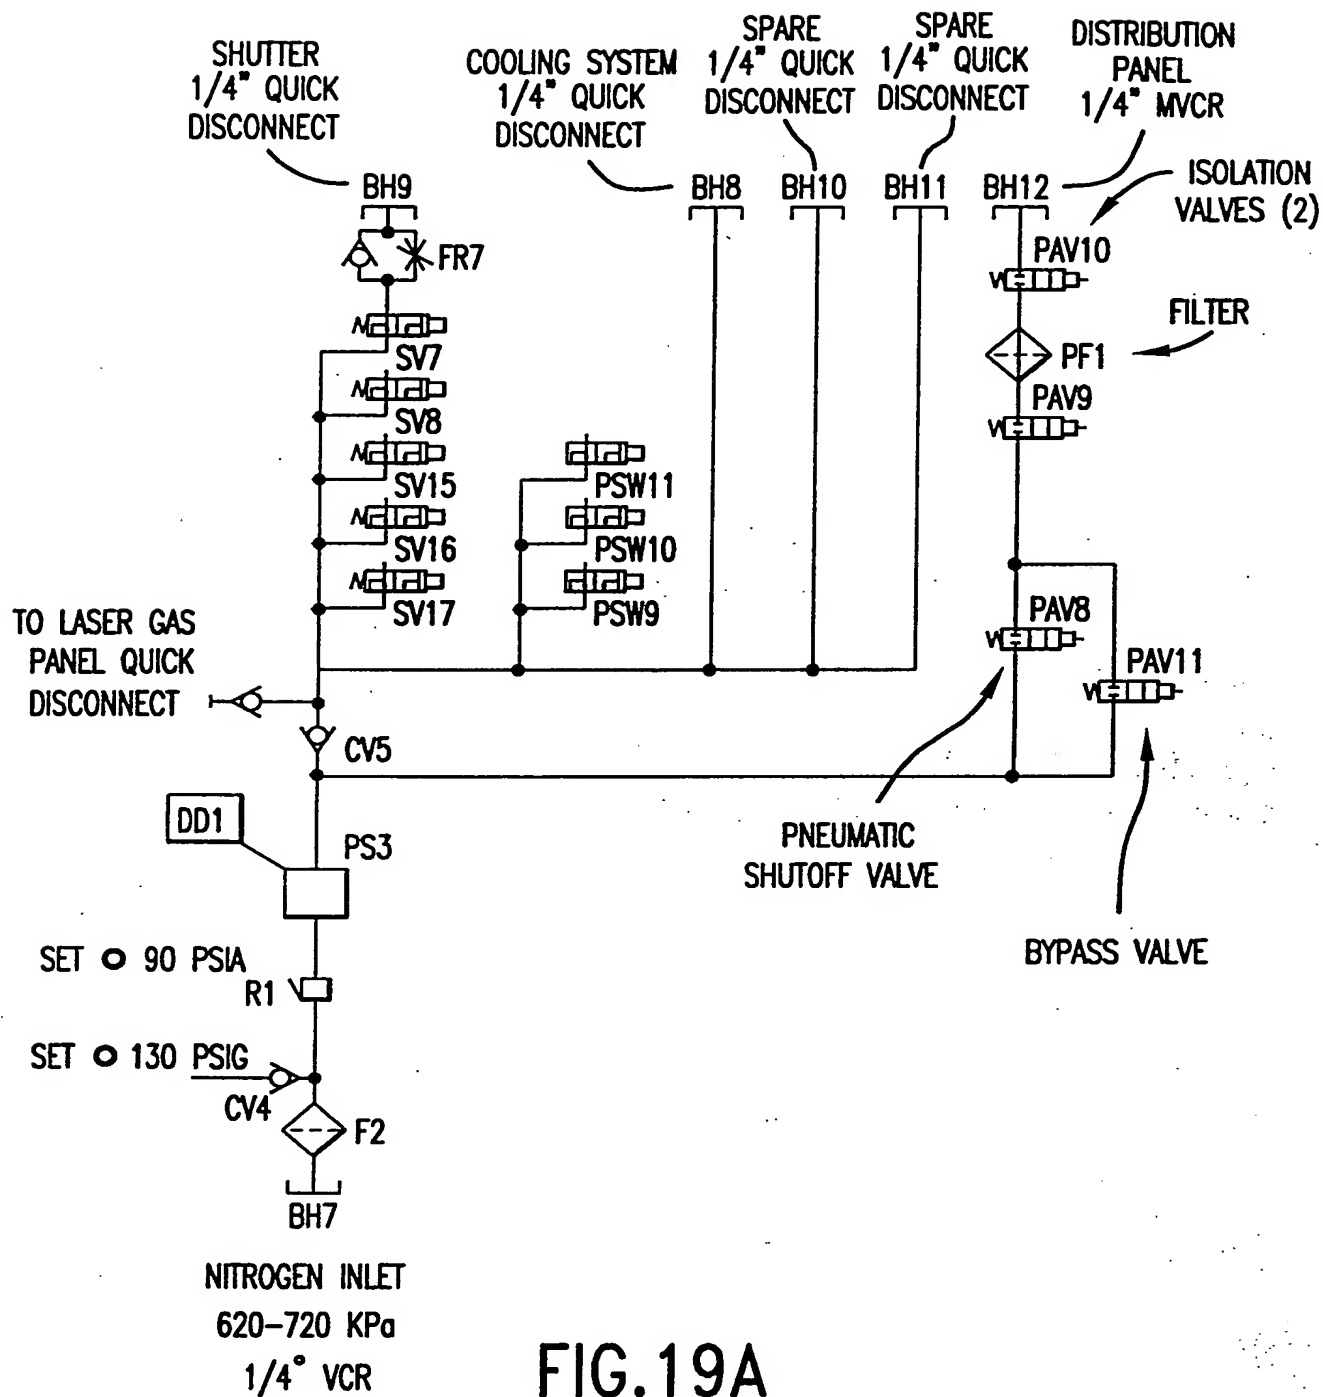 SHUTTER
1/4" QUICK
DISCONNECT
COOLING SYSTEM
1/4" QUICK
DISCONNECT
SPARE
1/4" QUICK
DISCONNECT
SPARE
1/4" QUICK
DISCONNECT
DISTRIBUTION
PANEL
1/4" MVCR
BH9
BH8
BH10
BH11
BH12
ISOLATION
VALVES (2)
FR7
PAV10
FILTER
SV7
PF1
SV8
PAV9
SV15
PSW11
SV16
PSW10
SV17
PSW9
TO LASER GAS
PANEL QUICK
DISCONNECT
PAV8
PAV11
CV5
DD1
PS3
PNEUMATIC
SHUTOFF VALVE
BYPASS VALVE
SET O 90 PSIA
R1
SET O 130 PSIG
CV4
F2
BH7
NITROGEN INLET
620-720 KPa
1/4° VCR
FIG.19A